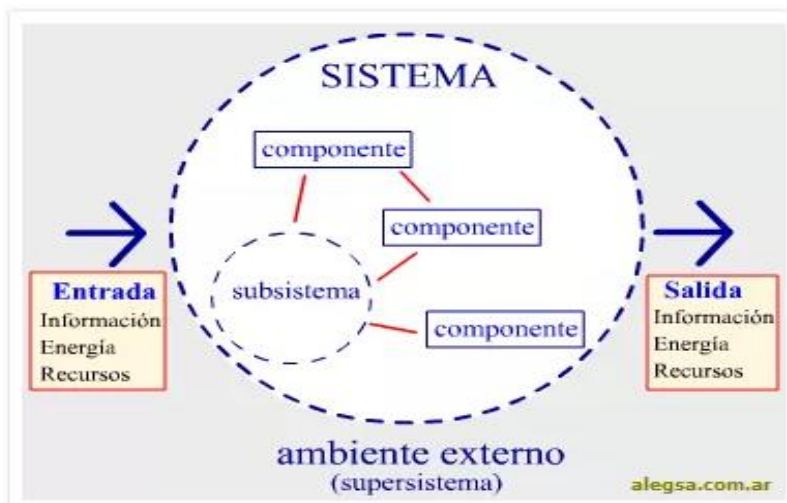 SISTEMA
componente
componente
subsistema
componente
Entrada
Información
Energía
Recursos
Salida
Información
Energía
Recursos
ambiente externo
(supersistema)
alegsa.com.ar